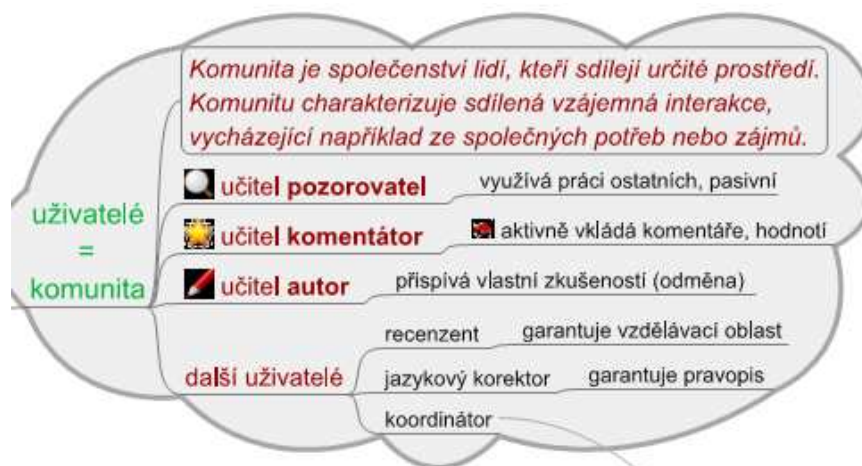 Komunita je společenství lidí, kteří sdílejí určité prostředí.
Komunitu charakterizuje sdílená vzájemná interakce,
vycházející například ze společných potřeb nebo zájmů.
uživatelé
=
komunita
učitel pozorovatel
využívá práci ostatních, pasivní
učitel komentátor
aktivně vkládá komentáře, hodnotí
učitel autor
přispívá vlastní zkušeností (odměna)
další uživatelé
recenzent
garantuje vzdělávací oblast
jazykový korektor
garantuje pravopis
koordinátor